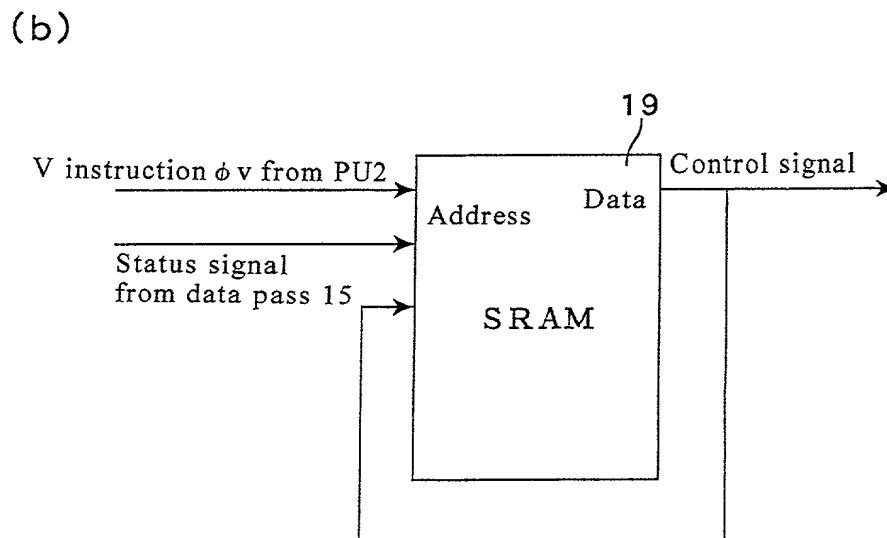 (b)
19
V instruction ϕ v from PU2
Control signal
Address
Data
Status signal
from data pass 15
SRAM